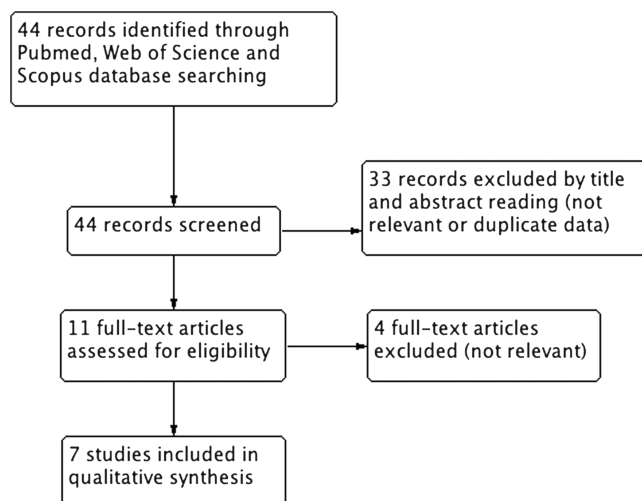 44 records identified through
Pubmed, Web of Science and
Scopus database searching
33 records excluded by title
and abstract reading (not
relevant or duplicate data)
44 records screened
11 full-text articles
assessed for eligibility
4 full-text articles
excluded (not relevant)
7 studies included in
qualitative synthesis